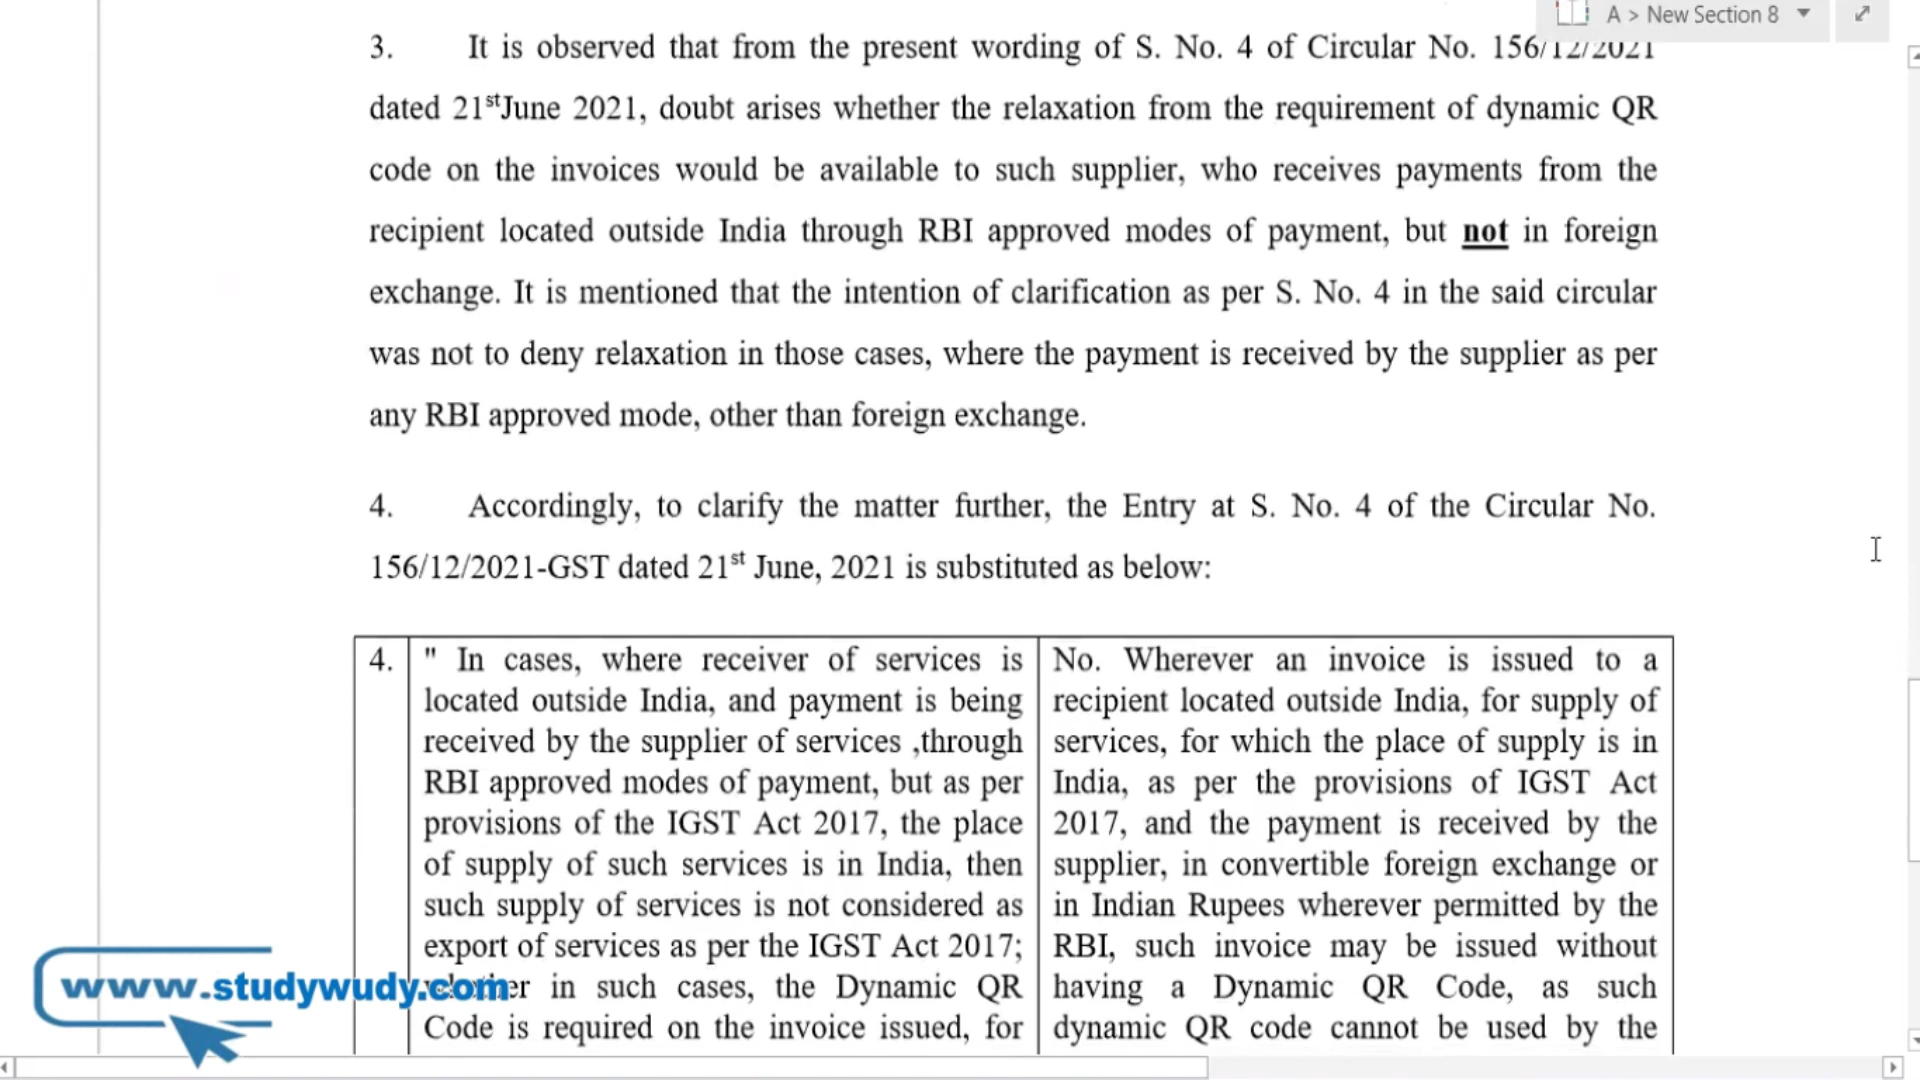 A > New Section 8
3. It is observed that from the present wording of S. No. 4 of Circular No. 156/12/2021
dated 21stJune 2021, doubt arises whether the relaxation from the requirement of dynamic QR
code on the invoices would be available to such supplier, who receives payments from the
recipient located outside India through RBI approved modes of payment, but not in foreign
exchange. It is mentioned that the intention of clarification as per S. No. 4 in the said circular
was not to deny relaxation in those cases, where the payment is received by the supplier as per
any RBI approved mode, other than foreign exchange.
4. Accordingly, to clarify the matter further, the Entry at S. No. 4 of the Circular No.
156/12/2021-GST dated 21st June, 2021 is substituted as below:
4.
" In cases, where receiver of services is
located outside India, and payment is being
received by the supplier of services ,through
RBI approved modes of payment, but as per
provisions of the IGST Act 2017, the place
of supply of such services is in India, then
such supply of services is not considered as
export of services as per the IGST Act 2017;
in such cases, the Dynamic QR
Code is required on the invoice issued, for
No. Wherever an invoice is issued to a
recipient located outside India, for supply of
services, for which the place of supply is in
India, as per the provisions of IGST Act
2017, and the payment is received by the
supplier, in convertible foreign exchange or
in Indian Rupees wherever permitted by the
RBI, such invoice may be issued without
having a Dynamic QR Code, as such
dynamic QR code cannot be used by the
www.studywudy.com